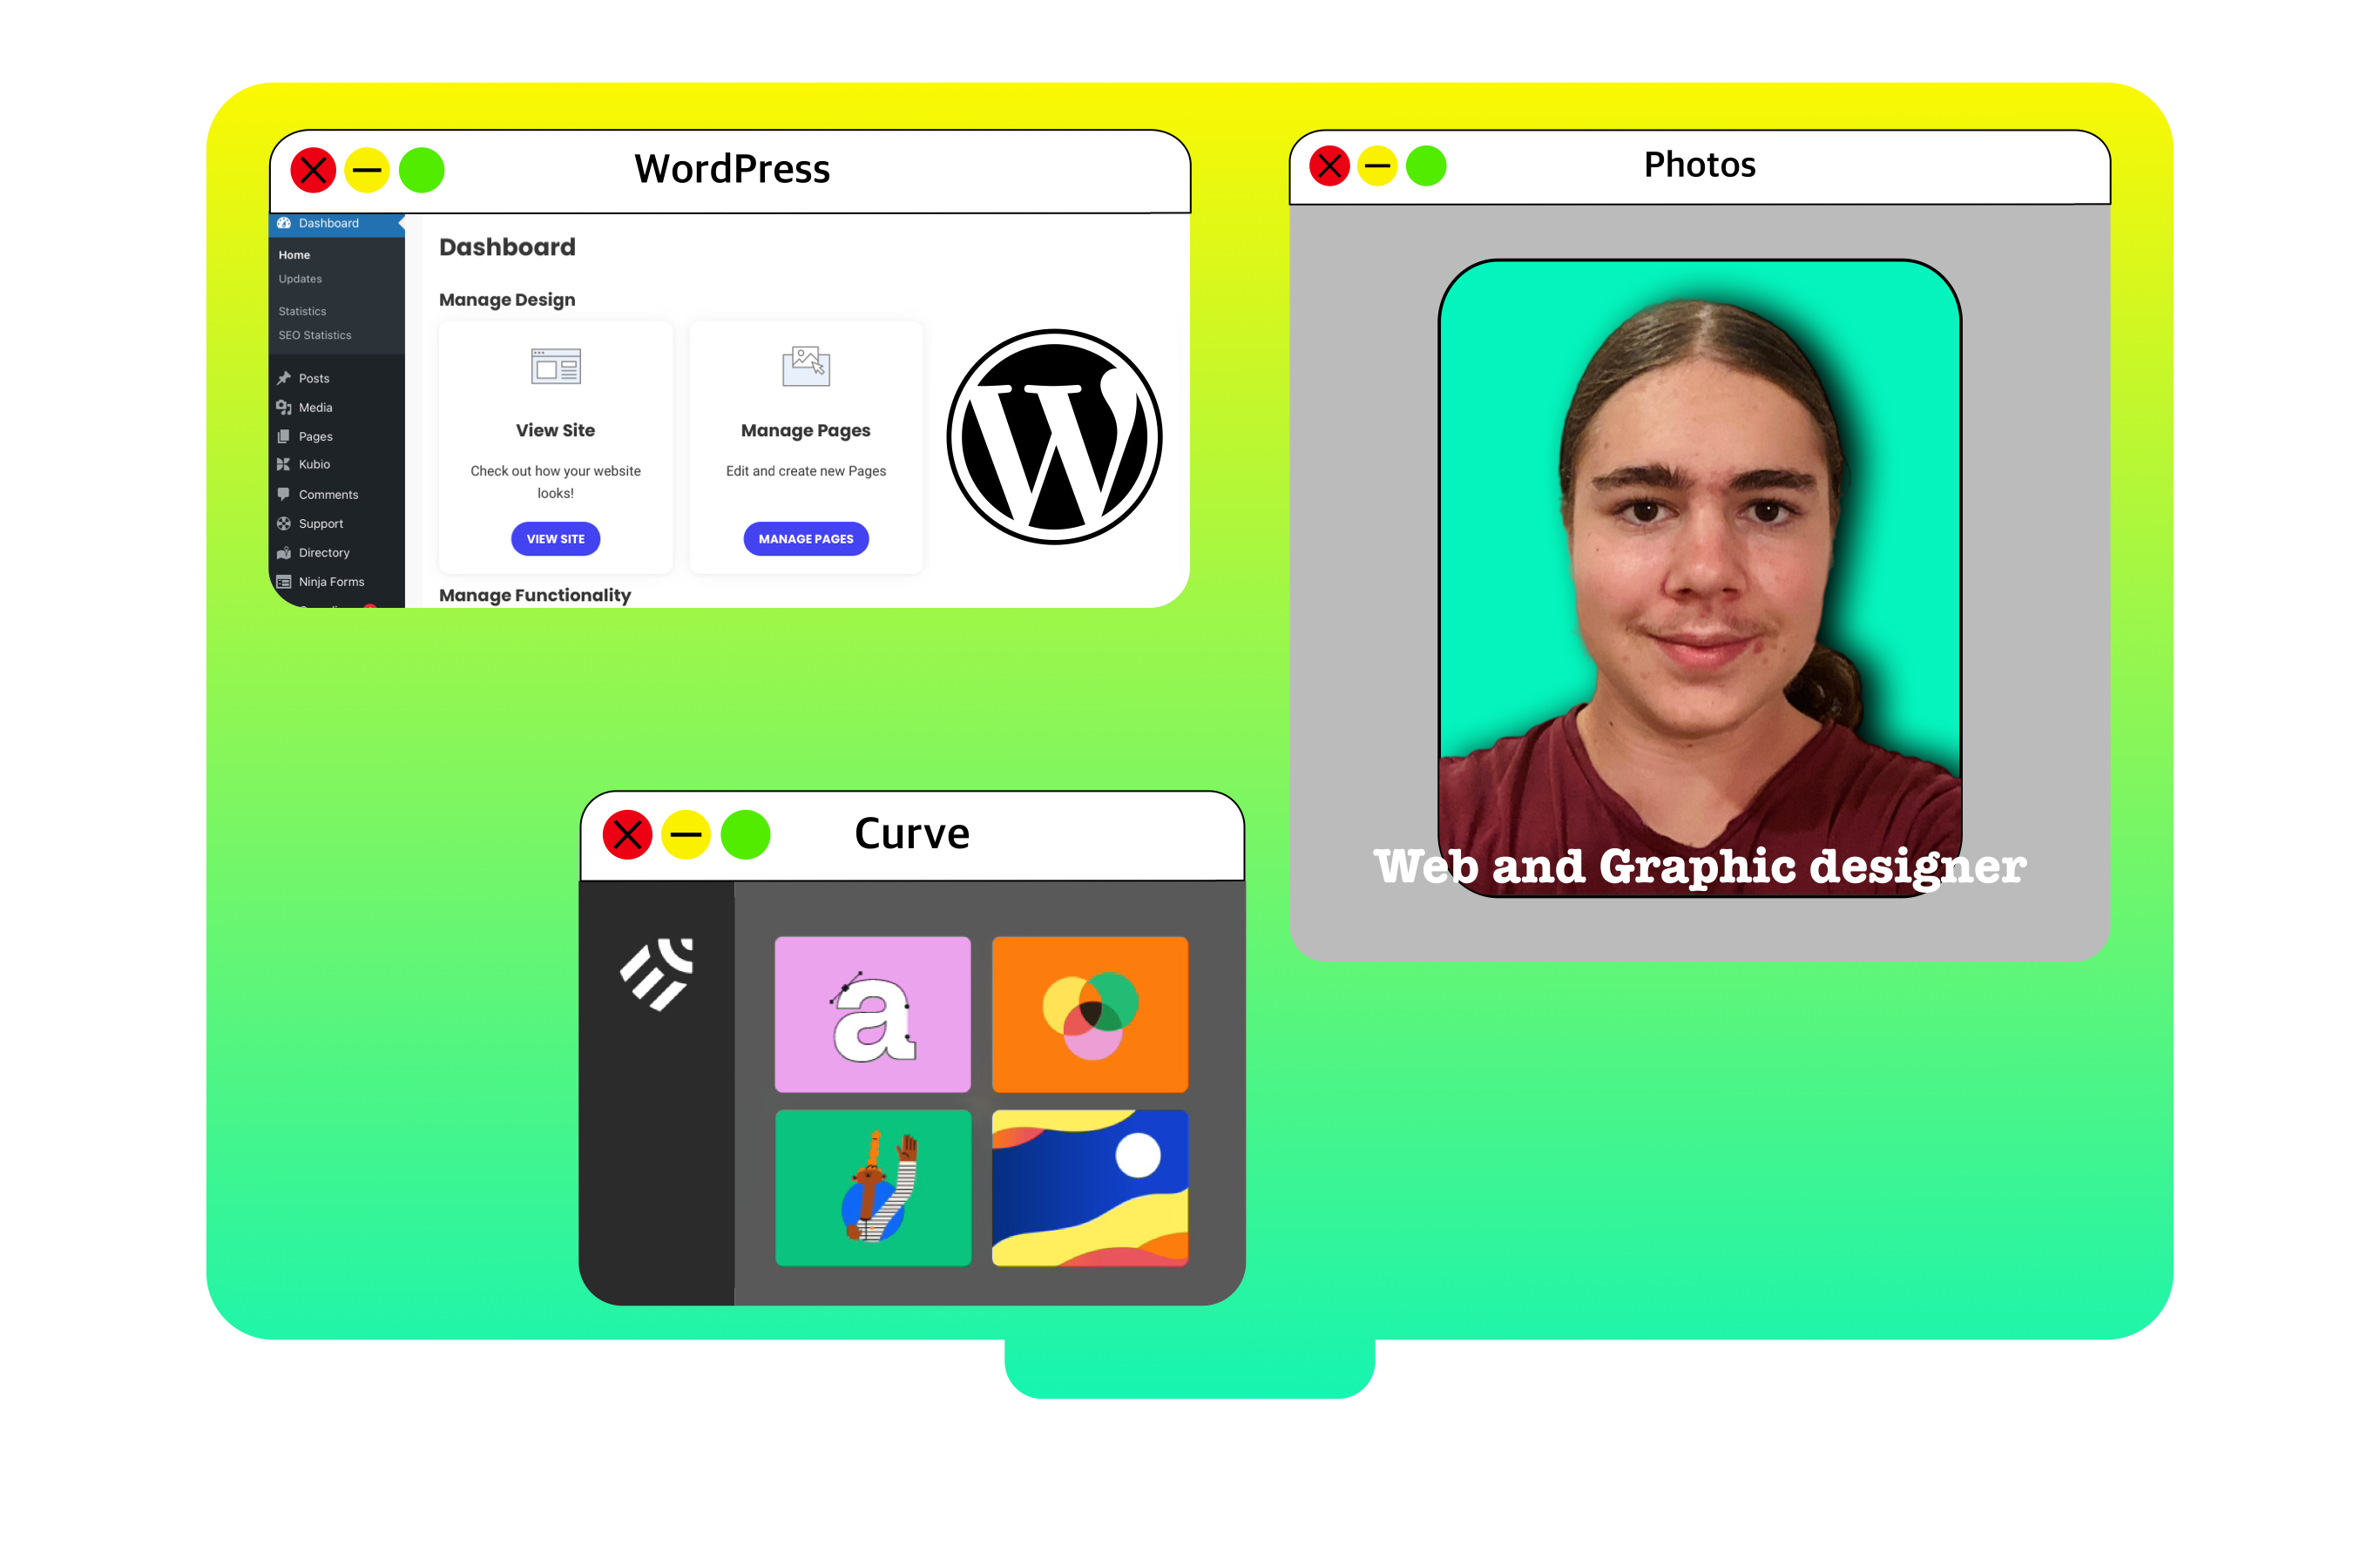 WordPress
Dashboard
Home
Updates
Statistics
SEO Statistics
Posts
Media
Pages
Kubio
Comments
Support
Directory
Ninja Forms
Dashboard
Manage Design
View Site
Check out how your website
looks!
VIEW SITE
Manage Pages
Edit and create new Pages
MANAGE PAGES
Manage Functionality
Photos
Web and Graphic designer
Curve
a